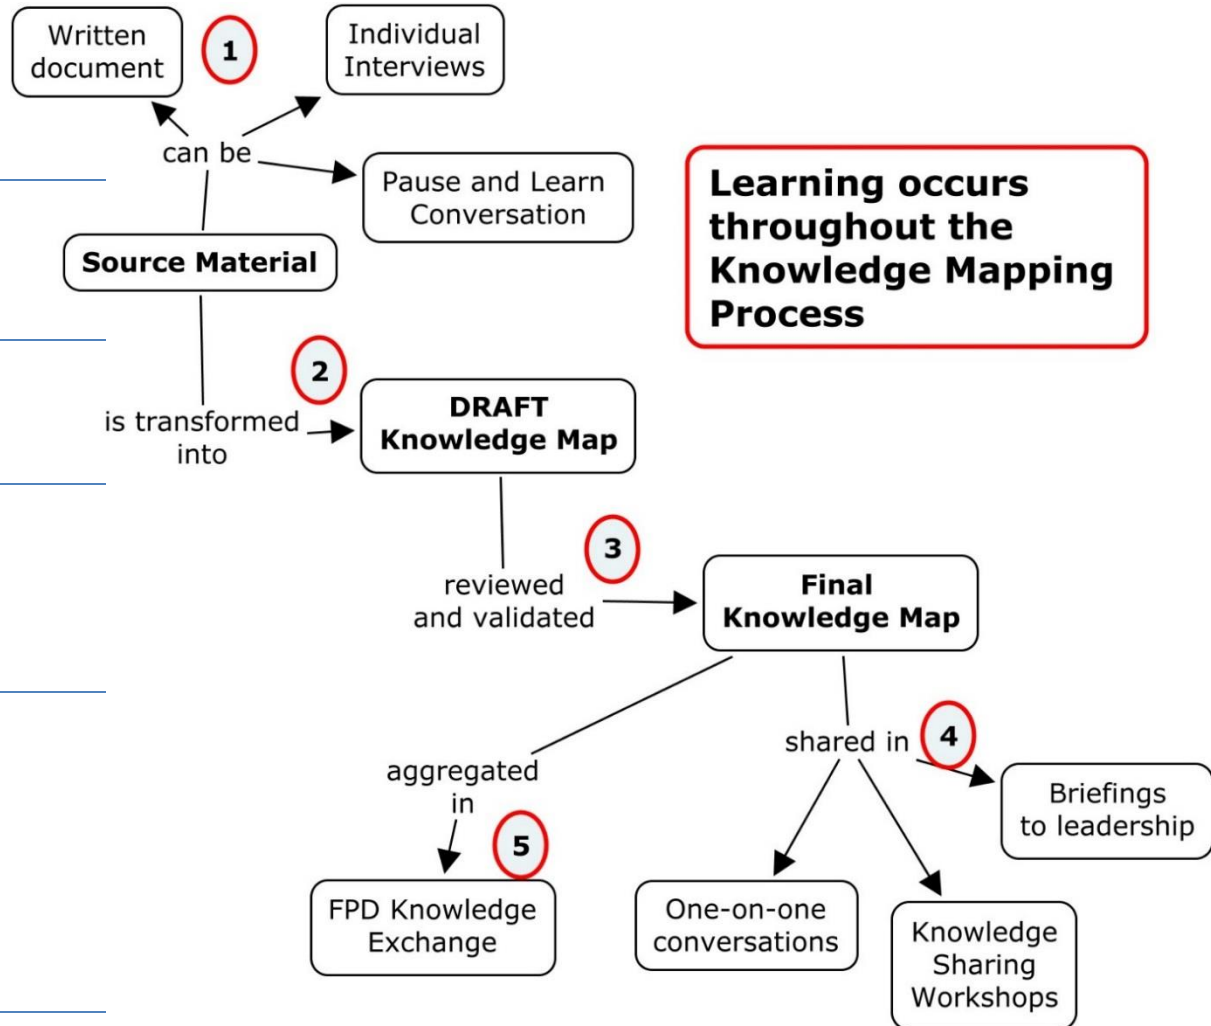 Written
document
1
Individual
Interviews
can be
Pause and Learn
Conversation
Source Material
Learning occurs
throughout the
Knowledge Mapping
Process
2
is transformed
into
DRAFT
Knowledge Map
3
reviewed
and validated
Final
Knowledge Map
shared in
4
Briefings
to leadership
aggregated
in
5
FPD Knowledge
Exchange
One-on-one
conversations
Knowledge
Sharing
Workshops